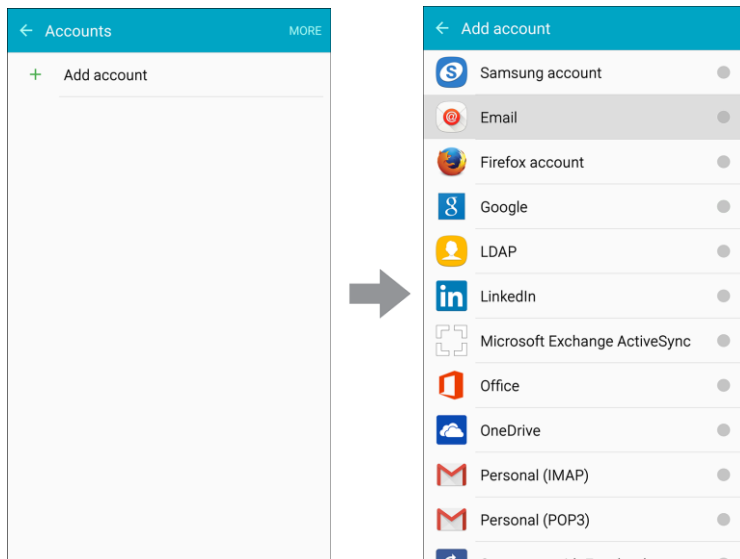 Accounts
MORE
Add account
Add account
Samsung account
Email
Firefox account
Google
LDAP
LinkedIn
Microsoft Exchange ActiveSync
Office
OneDrive
Personal (IMAP)
Personal (POP3)